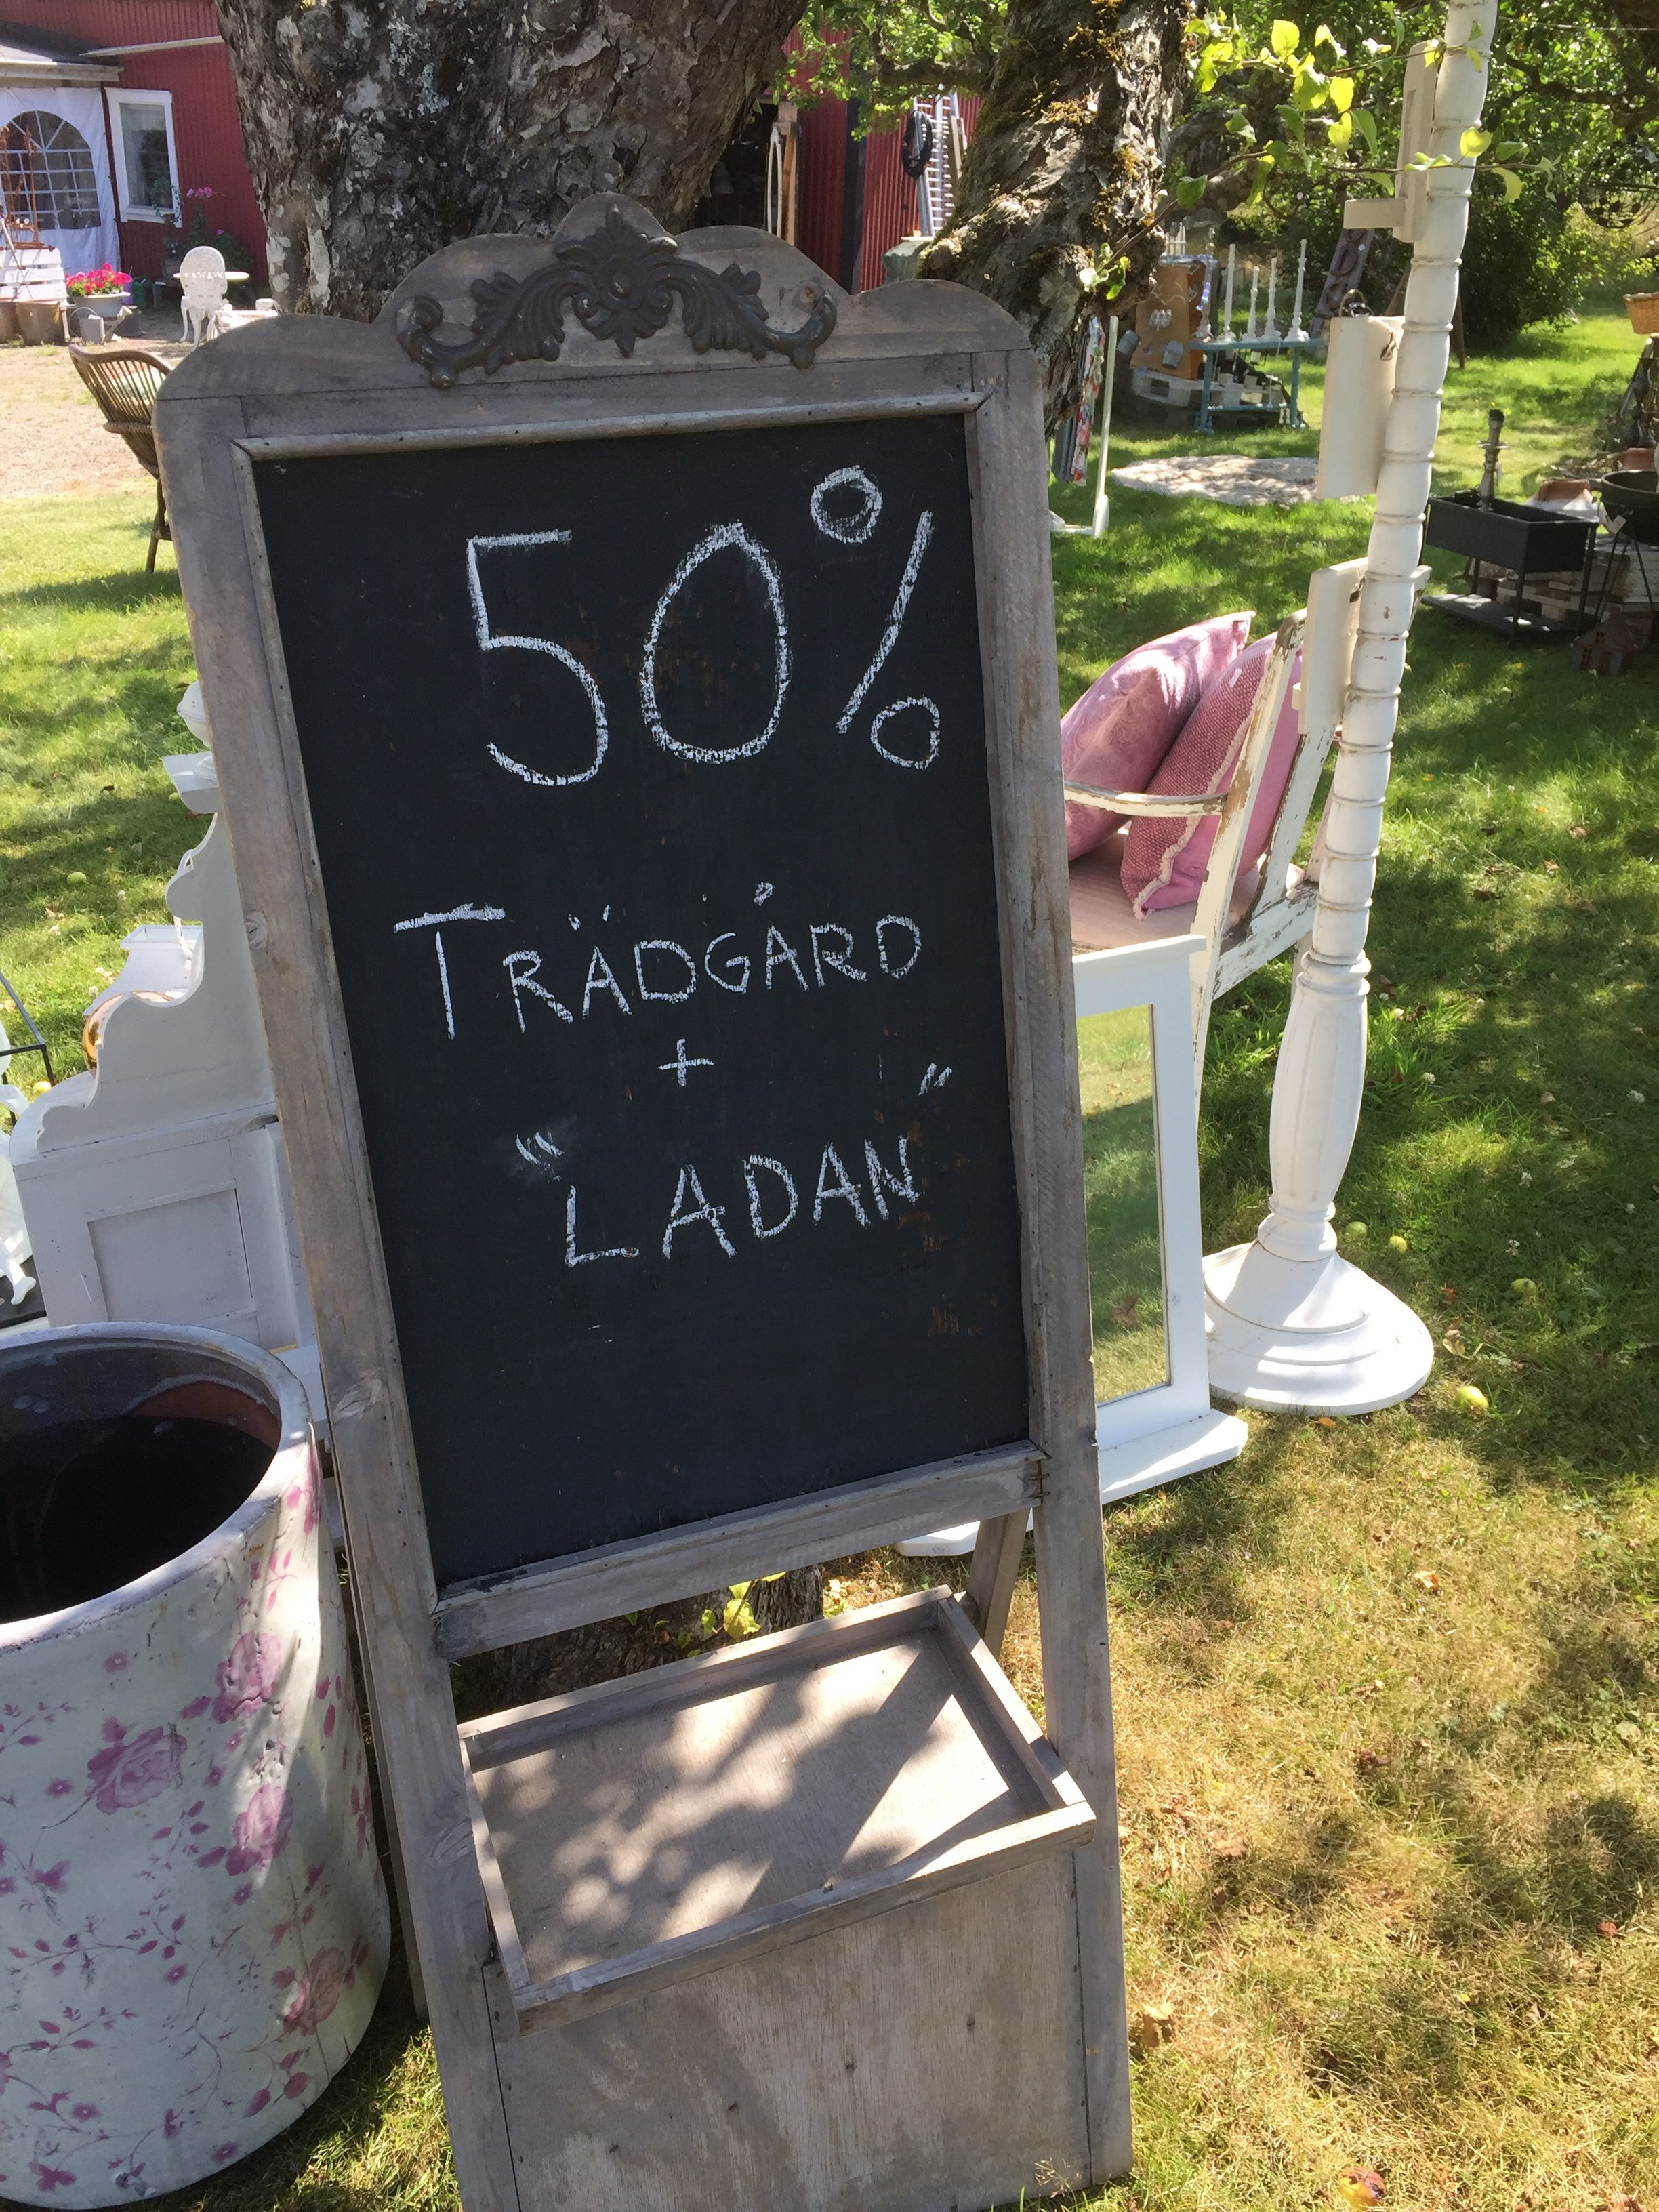 50%
TRÄDGÅRD
+
"LADAN"